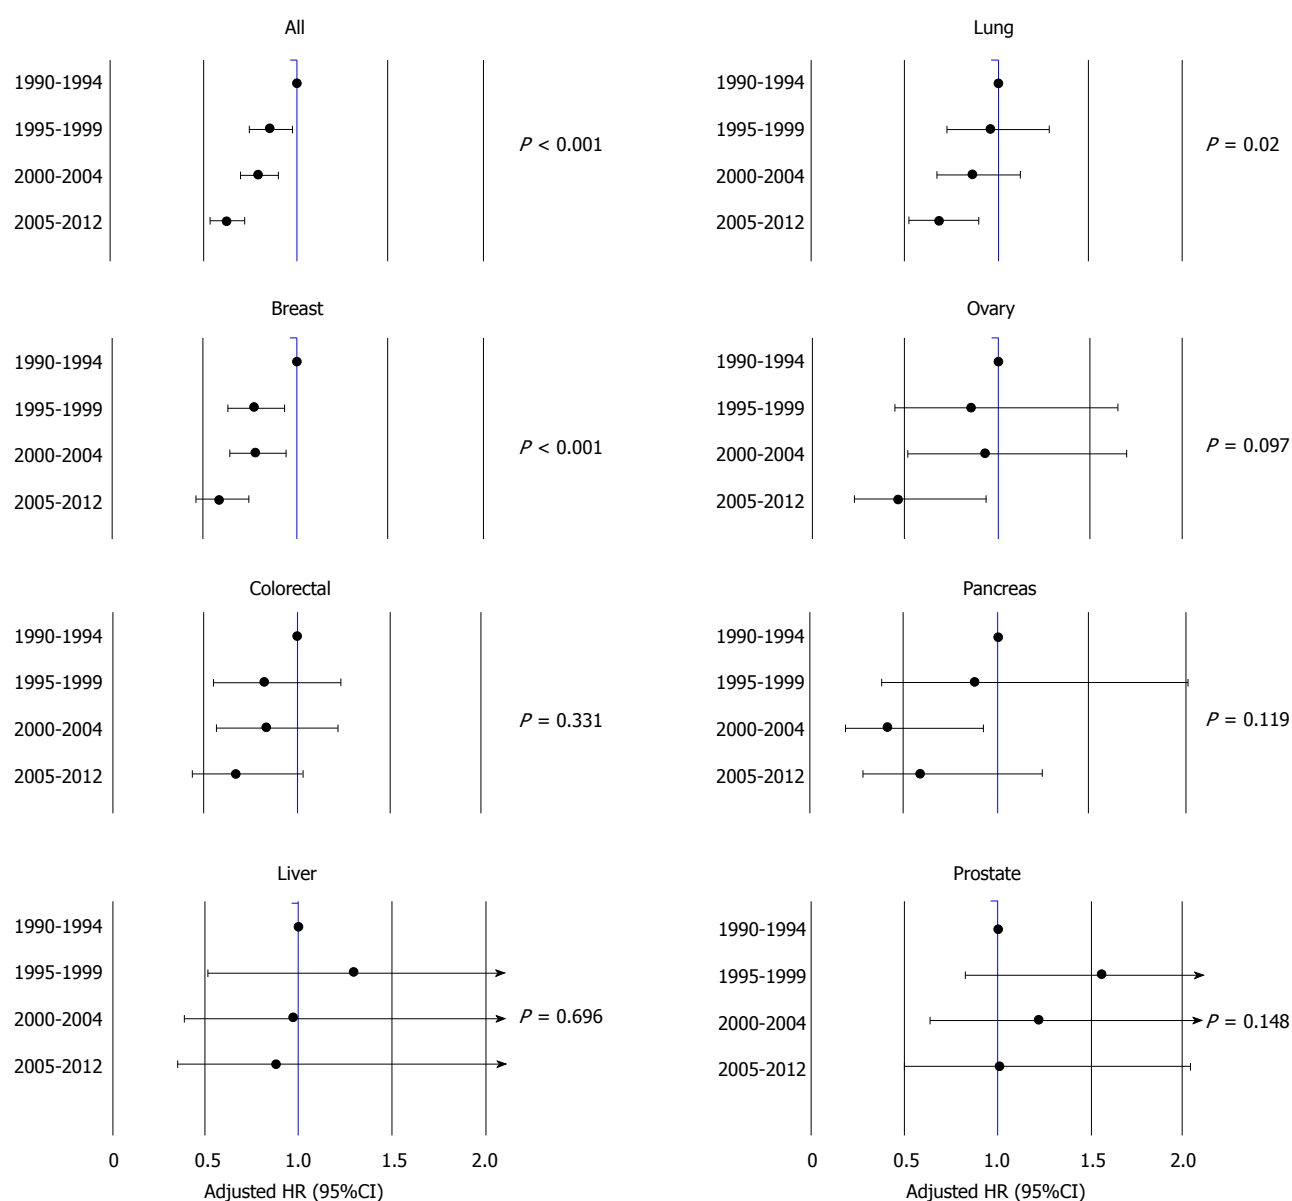 All
1990-1994
1995-1999
2000-2004
2005-2012
P < 0.001
Lung
1990-1994
1995-1999
2000-2004
2005-2012
P = 0.02
Breast
1990-1994
1995-1999
2000-2004
2005-2012
P < 0.001
Ovary
1990-1994
1995-1999
2000-2004
2005-2012
P = 0.097
Colorectal
1990-1994
1995-1999
2000-2004
2005-2012
P = 0.331
Pancreas
1990-1994
1995-1999
2000-2004
2005-2012
P = 0.119
Liver
1990-1994
1995-1999
2000-2004
2005-2012
P = 0.696
0 0.5 1.0 1.5 2.0
Adjusted HR (95%CI)
Prostate
1990-1994
1995-1999
2000-2004
2005-2012
P = 0.148
0 0.5 1.0 1.5 2.0
Adjusted HR (95%CI)